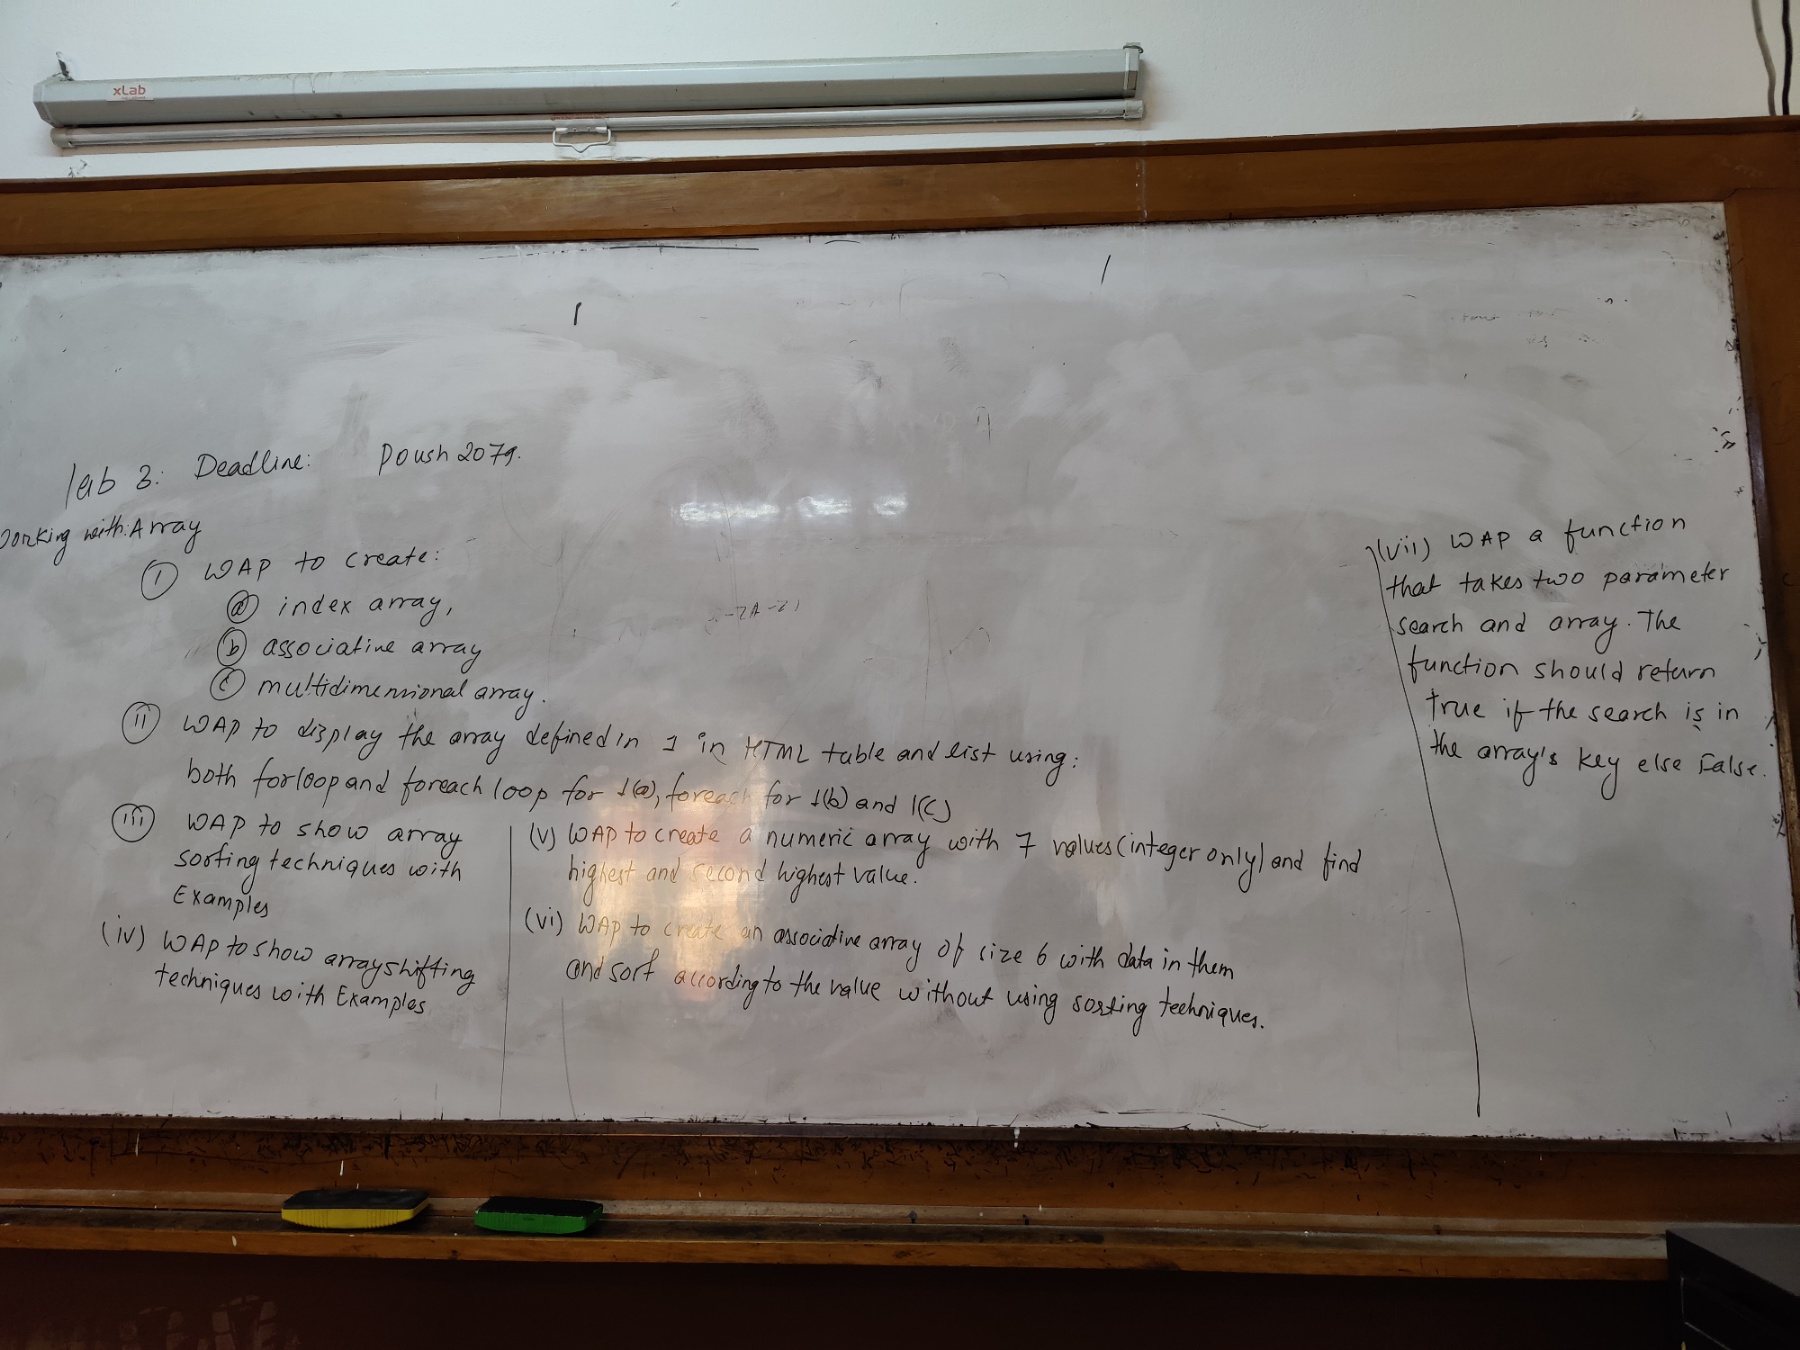 xLab
lab 3: Deadline: Poush 2079.
Working with: Array
(i) WAP to create:
(a) index array,
(b) associative array
(c) multidimensional array.
(ii) WAP to display the array defined in 1 in HTML table and list using:
both forloop and foreach loop for 1(a), foreach for 1(b) and 1(c)
(iii) WAP to show array
sorting techniques with
Examples
(iv) WAP to show array shifting
techniques with Examples
(v) WAP to create a numeric array with 7 values (integer only) and find
highest and second highest value.
(vi) WAP to create an associative array of size 6 with data in them
and sort according to the value without using sorting techniques.
(vii) WAP a function
that takes two parameter
search and array. The
function should return
True if the search is in
the array's key else False.